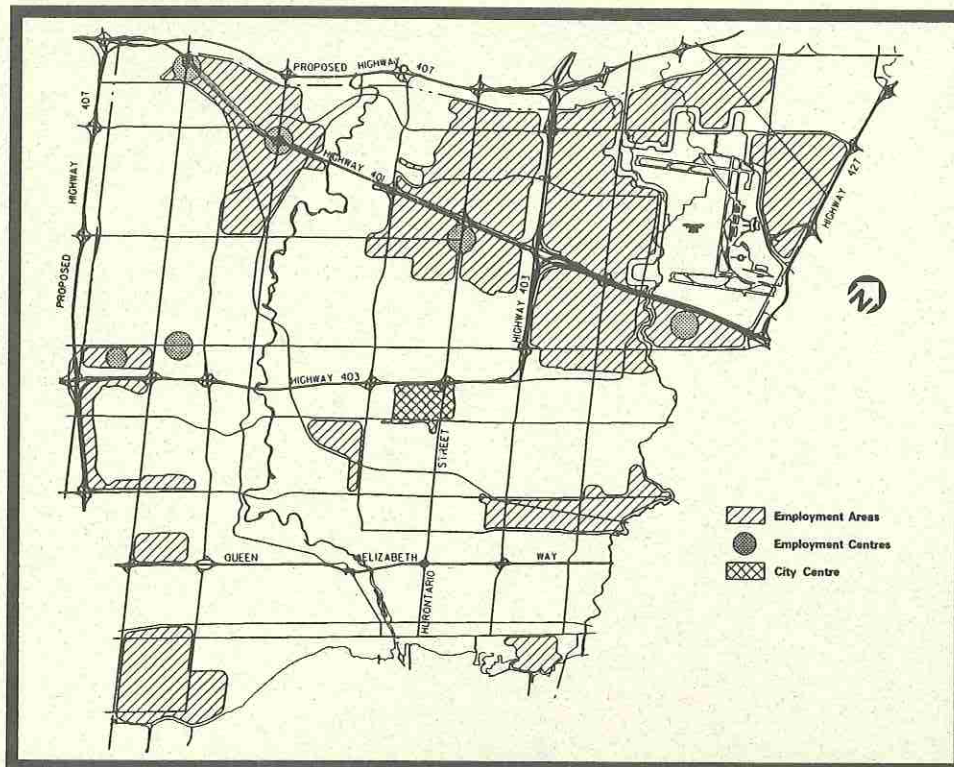 PROPOSED HIGHWAY 407
407
HIGHWAY
PROPOSED
HIGHWAY 401
HIGHWAY 427
HIGHWAY 403
N
HIGHWAY 403
STREET
HURONTARIO
QUEEN ELIZABETH WAY
Employment Areas
Employment Centres
City Centre